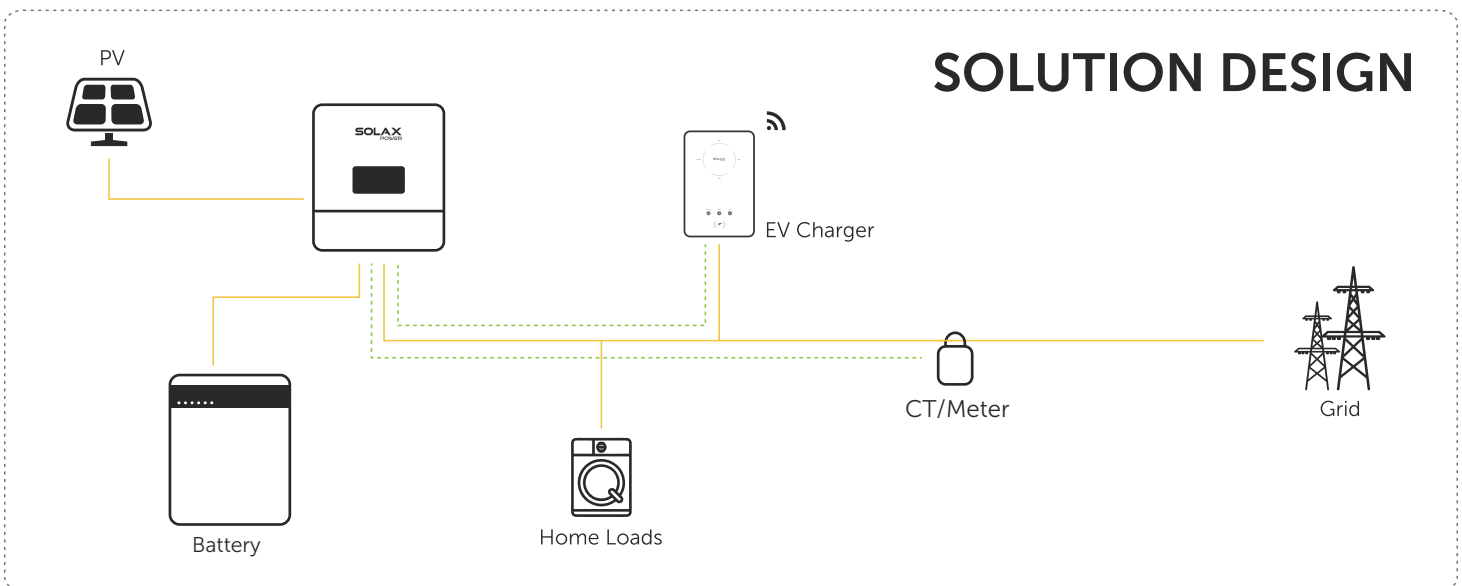 SOLUTION DESIGN
PV
SOLAX
POWER
EV Charger
CT/Meter
Grid
Battery
Home Loads